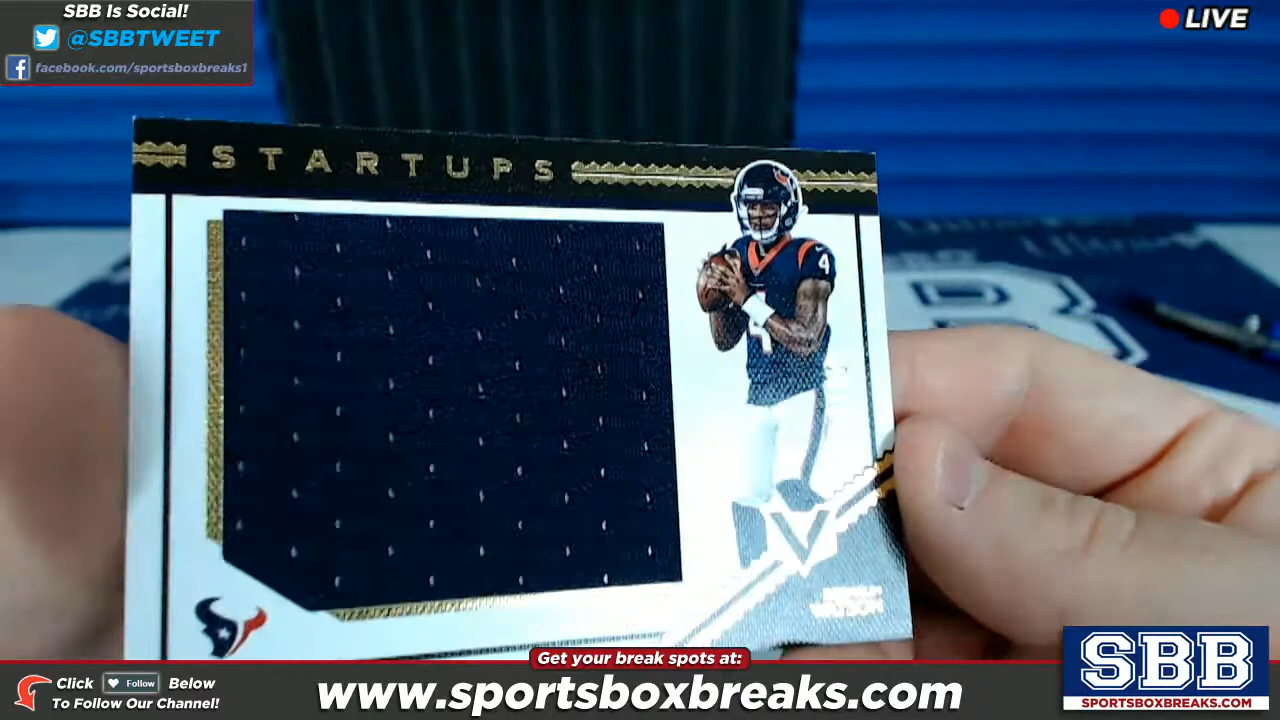 SBB Is Social!
@SBBTWEET
facebook.com/sportsboxbreaks1
LIVE
STARTUPS
4
WATSON
Get your break spots at:
Click Follow Below
To Follow Our Channel!
www.sportsboxbreaks.com
SBB
SPORTSBOXBREAKS.COM